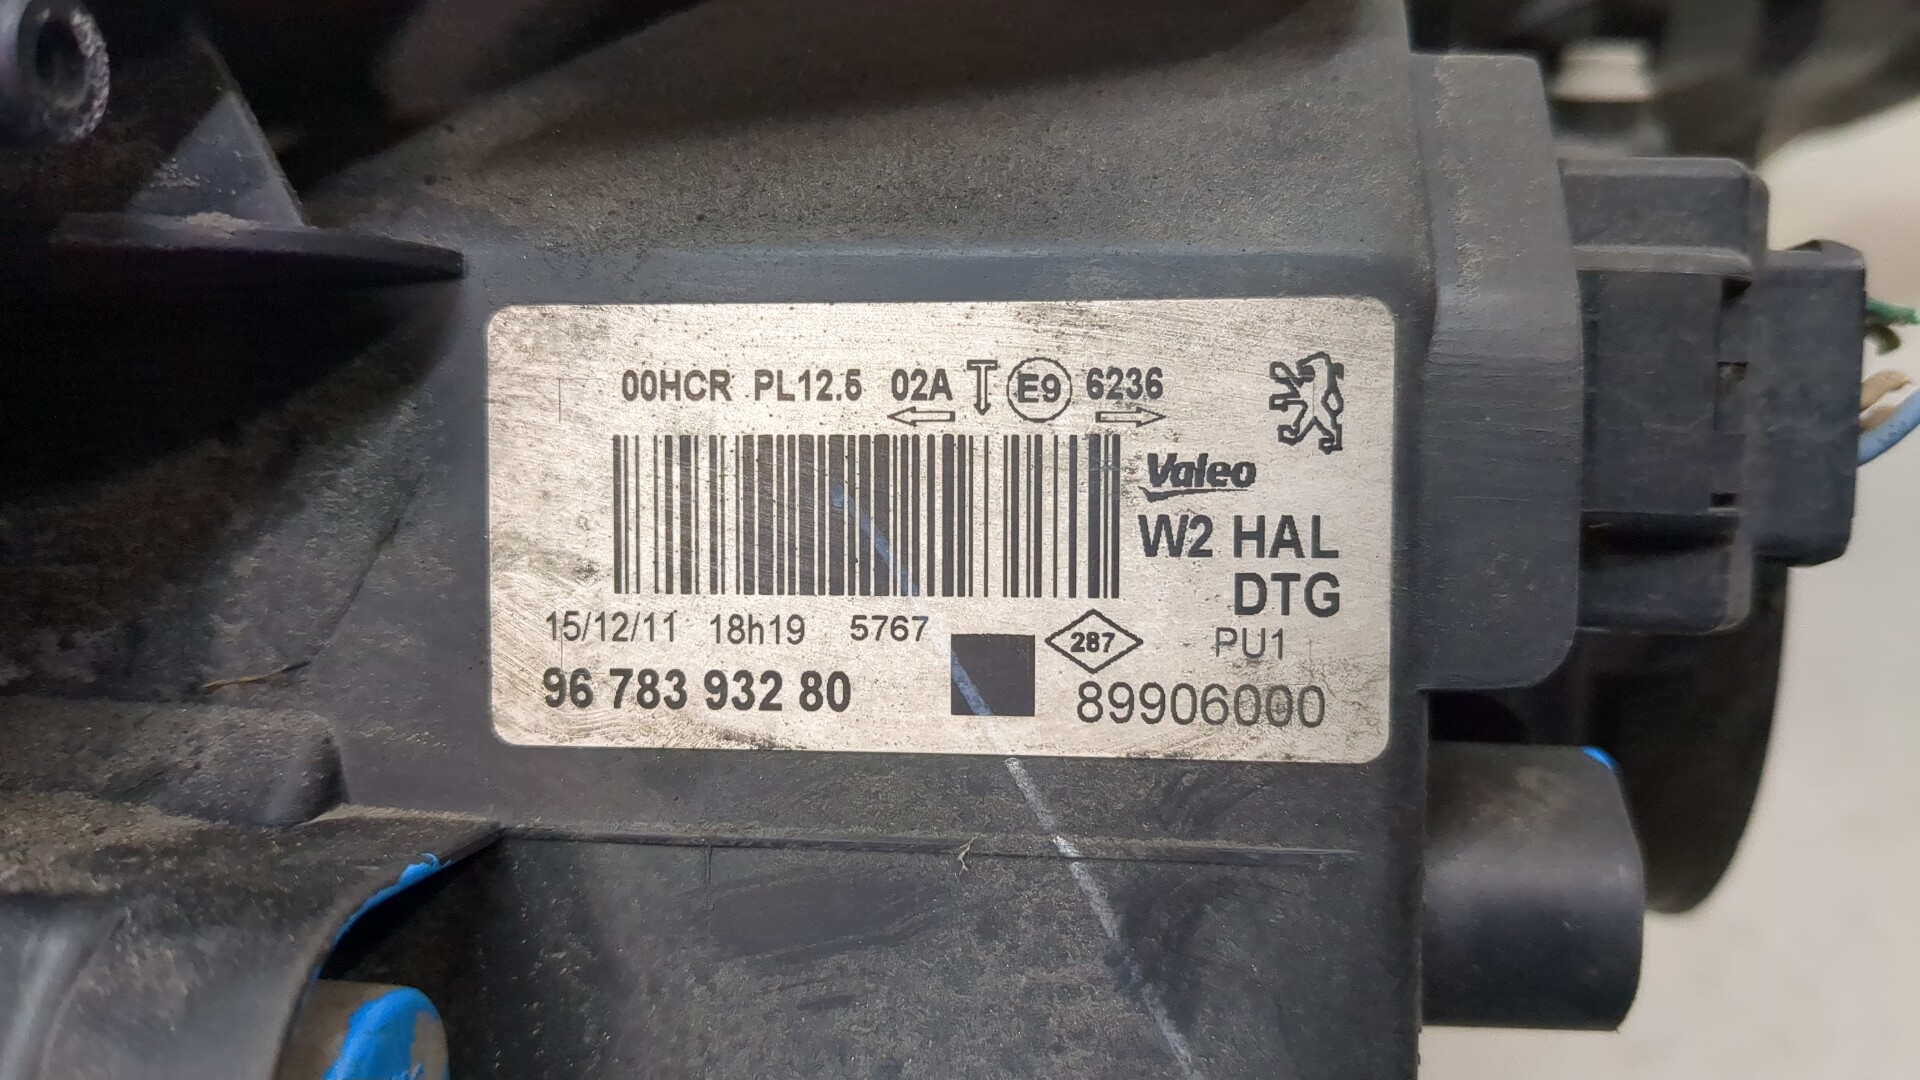 00HCR PL12.5 02A E9 6236
Valeo
W2 HAL
DTG
15/12/11 18h19 5767 287 PU1
96 783 932 80 89906000